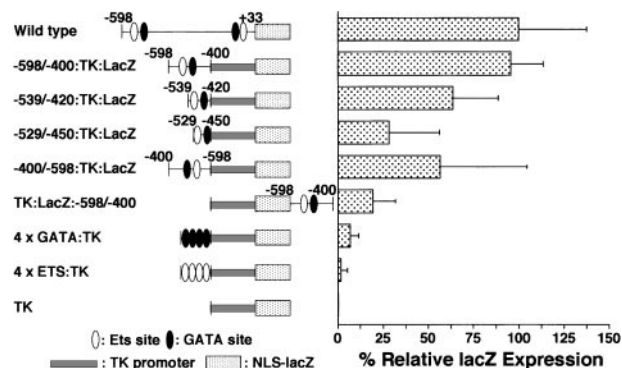 -598 +33
Wild type
-598 -400
-598/-400:TK:LacZ
-539 -420
-539/-420:TK:LacZ
-529 -450
-529/-450:TK:LacZ
-400 -598
-400/-598:TK:LacZ
-598 -400
TK:LacZ:-598/-400
4 x GATA:TK
4 x ETS:TK
TK
0 25 50 75 100 125 150
% Relative lacZ Expression
: Ets site : GATA site
: TK promoter : NLS-lacZ